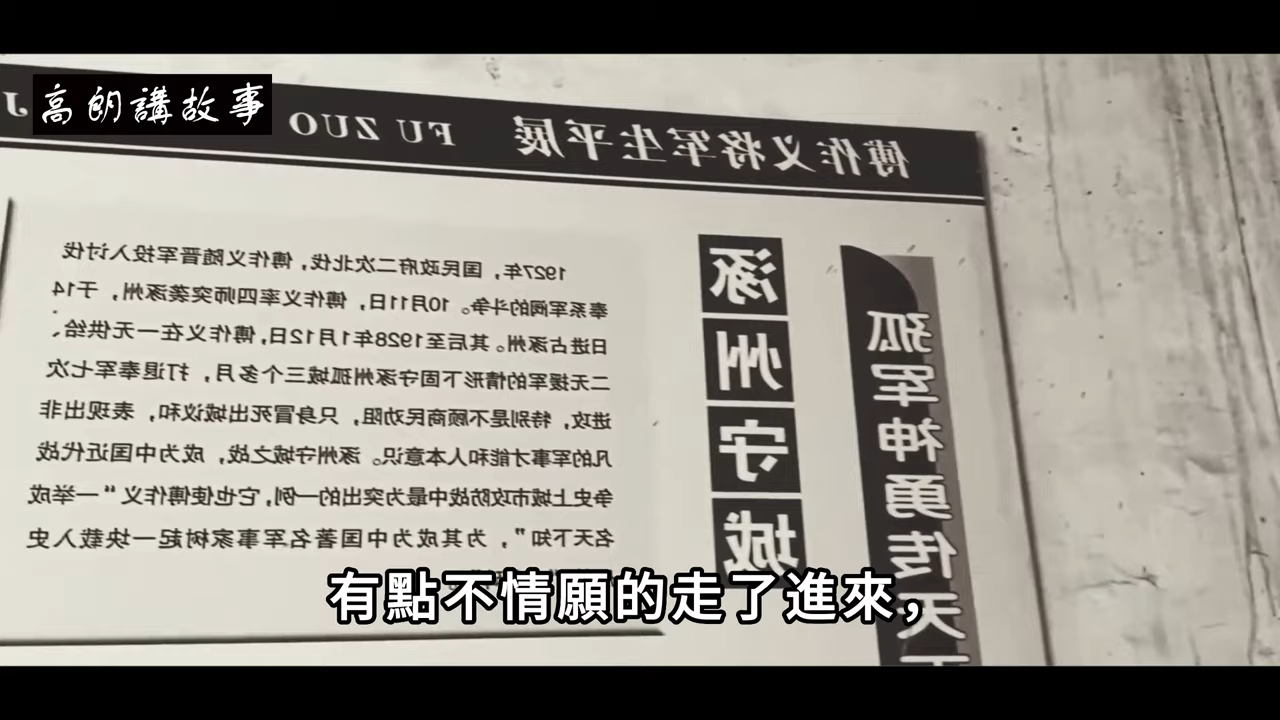 高朗講故事
傅作义将军生平展 FU ZUO J
涿州守城
孤军神勇传天下
1927年，国民政府二次北伐，傅作义随晋军投入讨伐
奉系军阀的斗争。10月11日，傅作义率四师突袭涿州，于14
日进占涿州。其后至1928年1月12日，傅作义在一无供给、
二无援军的情形下固守涿州孤城三个多月，打退奉军七次
进攻，特别是不顾商民劝阻，只身冒死出城议和，表现出非
凡的军事才能和人本意识。涿州守城之战，成为中国近代战
争史上城市攻防战中最为突出的一例，它也使傅作义“一举成
名天下知”，为其成为中国著名军事家树起一块载入史
有點不情願的走了進來，